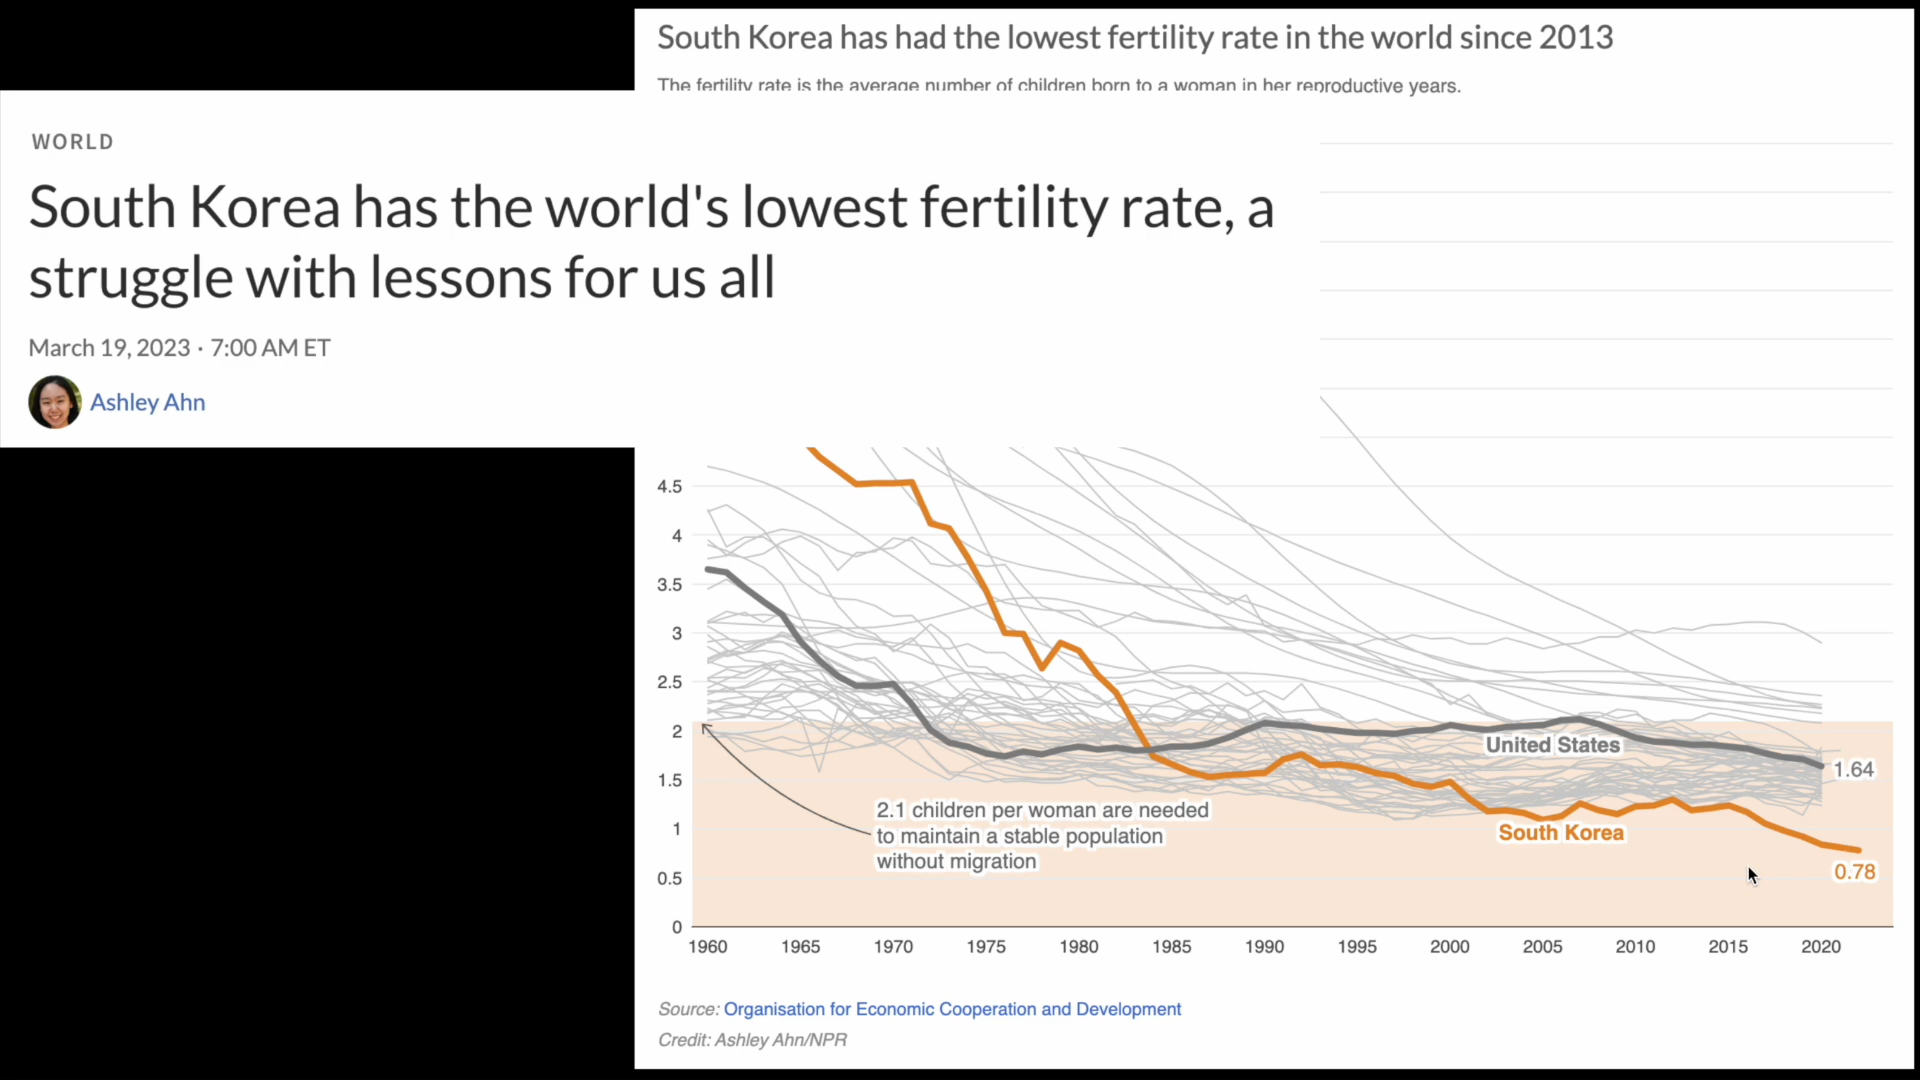 South Korea has had the lowest fertility rate in the world since 2013
The fertility rate is the average number of children born to a woman in her reproductive years.
WORLD
South Korea has the world's lowest fertility rate, a
struggle with lessons for us all
March 19, 2023 · 7:00 AM ET
Ashley Ahn
4.5
4
3.5
3
2.5
2
1.5
1
0.5
0
United States
1.64
2.1 children per woman are needed
to maintain a stable population
without migration
South Korea
0.78
1960 1965 1970 1975 1980 1985 1990 1995 2000 2005 2010 2015 2020
Source: Organisation for Economic Cooperation and Development
Credit: Ashley Ahn/NPR